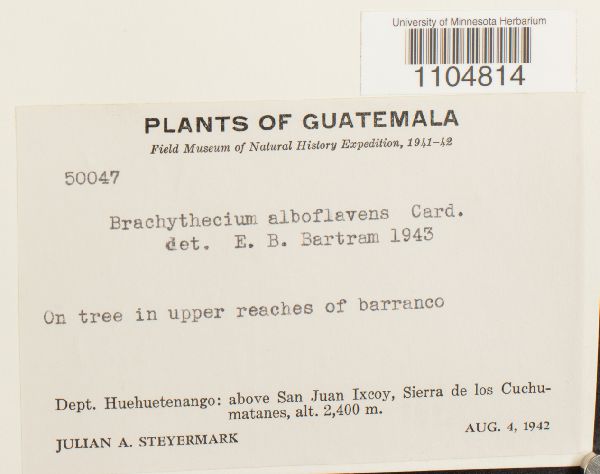 University of Minnesota Herbarium
1104814
PLANTS OF GUATEMALA
Field Museum of Natural History Expedition, 1941-42
50047
Brachythecium alboflavens Card.
det. E. B. Bartram 1943
On tree in upper reaches of barranco
Dept. Huehuetenango: above San Juan Ixcoy, Sierra de los Cuchu-
matanes, alt. 2,400 m.
JULIAN A. STEYERMARK
AUG. 4, 1942